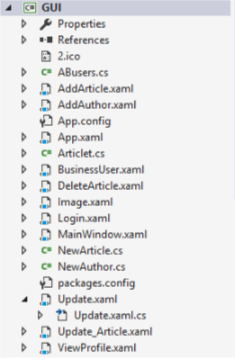 GUI
Properties
References
2.ico
ABusers.cs
AddArticle.xaml
AddAuthor.xaml
App.config
App.xaml
Articlet.cs
BusinessUser.xaml
DeleteArticle.xaml
Image.xaml
Login.xaml
MainWindow.xaml
NewArticle.cs
NewAuthor.cs
packages.config
Update.xaml
Update.xaml.cs
Update_Article.xaml
ViewProfile.xaml